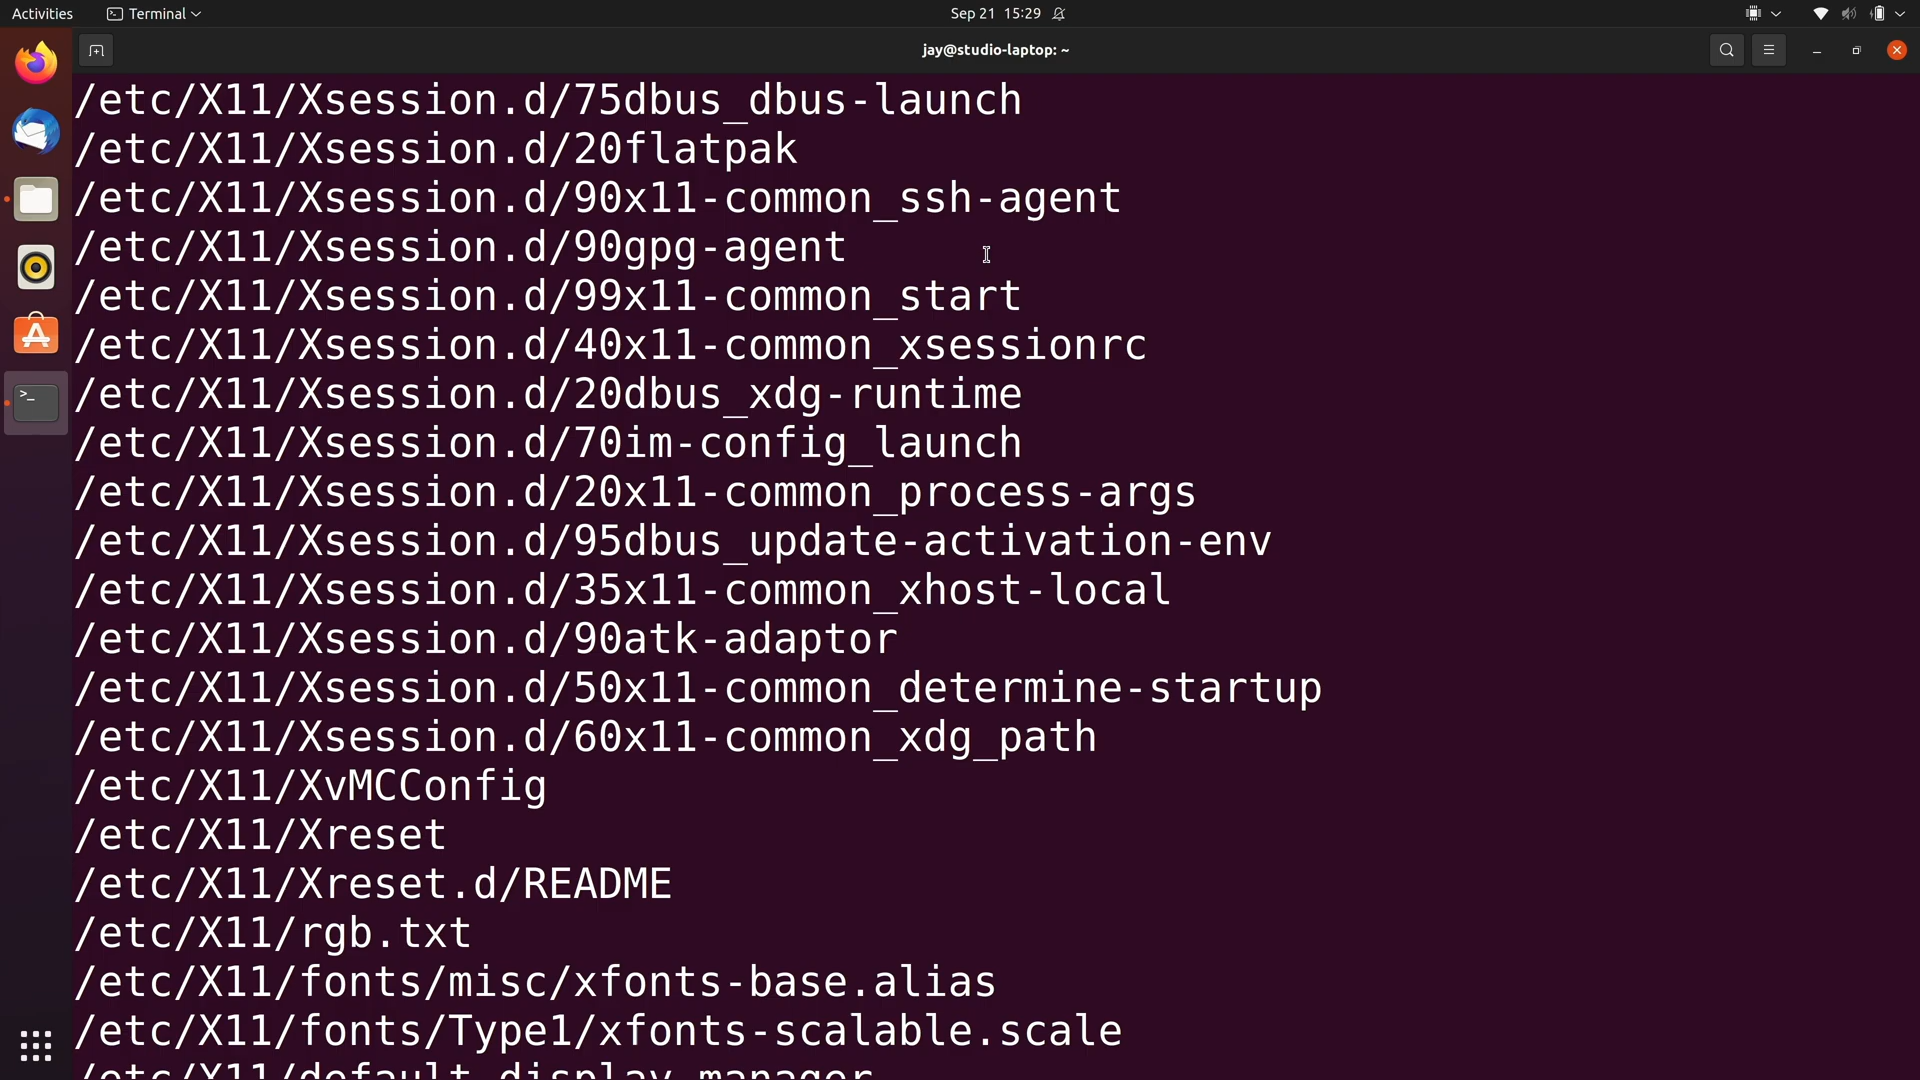 Activities Terminal Sep 21 15:29
jay@studio-laptop: ~
/etc/X11/Xsession.d/75dbus_dbus-launch
/etc/X11/Xsession.d/20flatpak
/etc/X11/Xsession.d/90x11-common_ssh-agent
/etc/X11/Xsession.d/90gpg-agent
/etc/X11/Xsession.d/99x11-common_start
/etc/X11/Xsession.d/40x11-common_xsessionrc
/etc/X11/Xsession.d/20dbus_xdg-runtime
/etc/X11/Xsession.d/70im-config_launch
/etc/X11/Xsession.d/20x11-common_process-args
/etc/X11/Xsession.d/95dbus_update-activation-env
/etc/X11/Xsession.d/35x11-common_xhost-local
/etc/X11/Xsession.d/90atk-adaptor
/etc/X11/Xsession.d/50x11-common_determine-startup
/etc/X11/Xsession.d/60x11-common_xdg_path
/etc/X11/XvMCConfig
/etc/X11/Xreset
/etc/X11/Xreset.d/README
/etc/X11/rgb.txt
/etc/X11/fonts/misc/xfonts-base.alias
/etc/X11/fonts/Type1/xfonts-scalable.scale
/etc/X11/default-display-manager